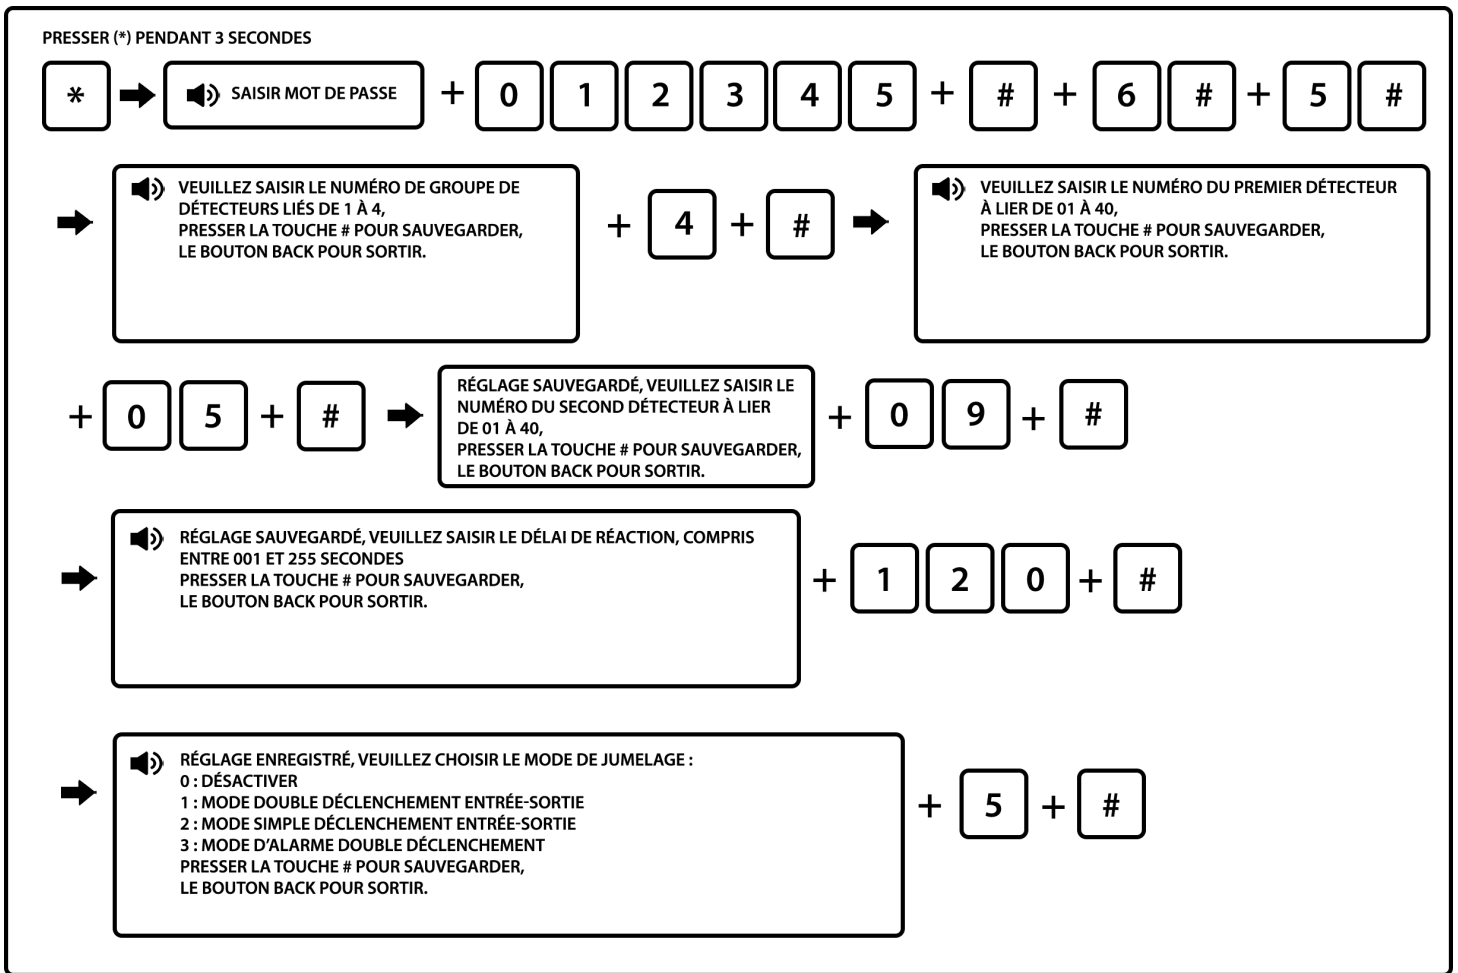 PRESSER (*) PENDANT 3 SECONDES
* SAISIR MOT DE PASSE + 0 1 2 3 4 5 + # + 6 # + 5 #
VEUILLEZ SAISIR LE NUMÉRO DE GROUPE DE
DÉTECTEURS LIÉS DE 1 À 4,
PRESSER LA TOUCHE # POUR SAUVEGARDER,
LE BOUTON BACK POUR SORTIR.
+ 4 + #
VEUILLEZ SAISIR LE NUMÉRO DU PREMIER DÉTECTEUR
À LIER DE 01 À 40,
PRESSER LA TOUCHE # POUR SAUVEGARDER,
LE BOUTON BACK POUR SORTIR.
+ 0 5 + #
RÉGLAGE SAUVEGARDÉ, VEUILLEZ SAISIR LE
NUMÉRO DU SECOND DÉTECTEUR À LIER
DE 01 À 40,
PRESSER LA TOUCHE # POUR SAUVEGARDER,
LE BOUTON BACK POUR SORTIR.
+ 0 9 + #
RÉGLAGE SAUVEGARDÉ, VEUILLEZ SAISIR LE DÉLAI DE RÉACTION, COMPRIS
ENTRE 001 ET 255 SECONDES
PRESSER LA TOUCHE # POUR SAUVEGARDER,
LE BOUTON BACK POUR SORTIR.
+ 1 2 0 + #
RÉGLAGE ENREGISTRÉ, VEUILLEZ CHOISIR LE MODE DE JUMELAGE :
0 : DÉSACTIVER
1 : MODE DOUBLE DÉCLENCHEMENT ENTRÉE-SORTIE
2 : MODE SIMPLE DÉCLENCHEMENT ENTRÉE-SORTIE
3 : MODE D’ALARME DOUBLE DÉCLENCHEMENT
PRESSER LA TOUCHE # POUR SAUVEGARDER,
LE BOUTON BACK POUR SORTIR.
+ 5 + #